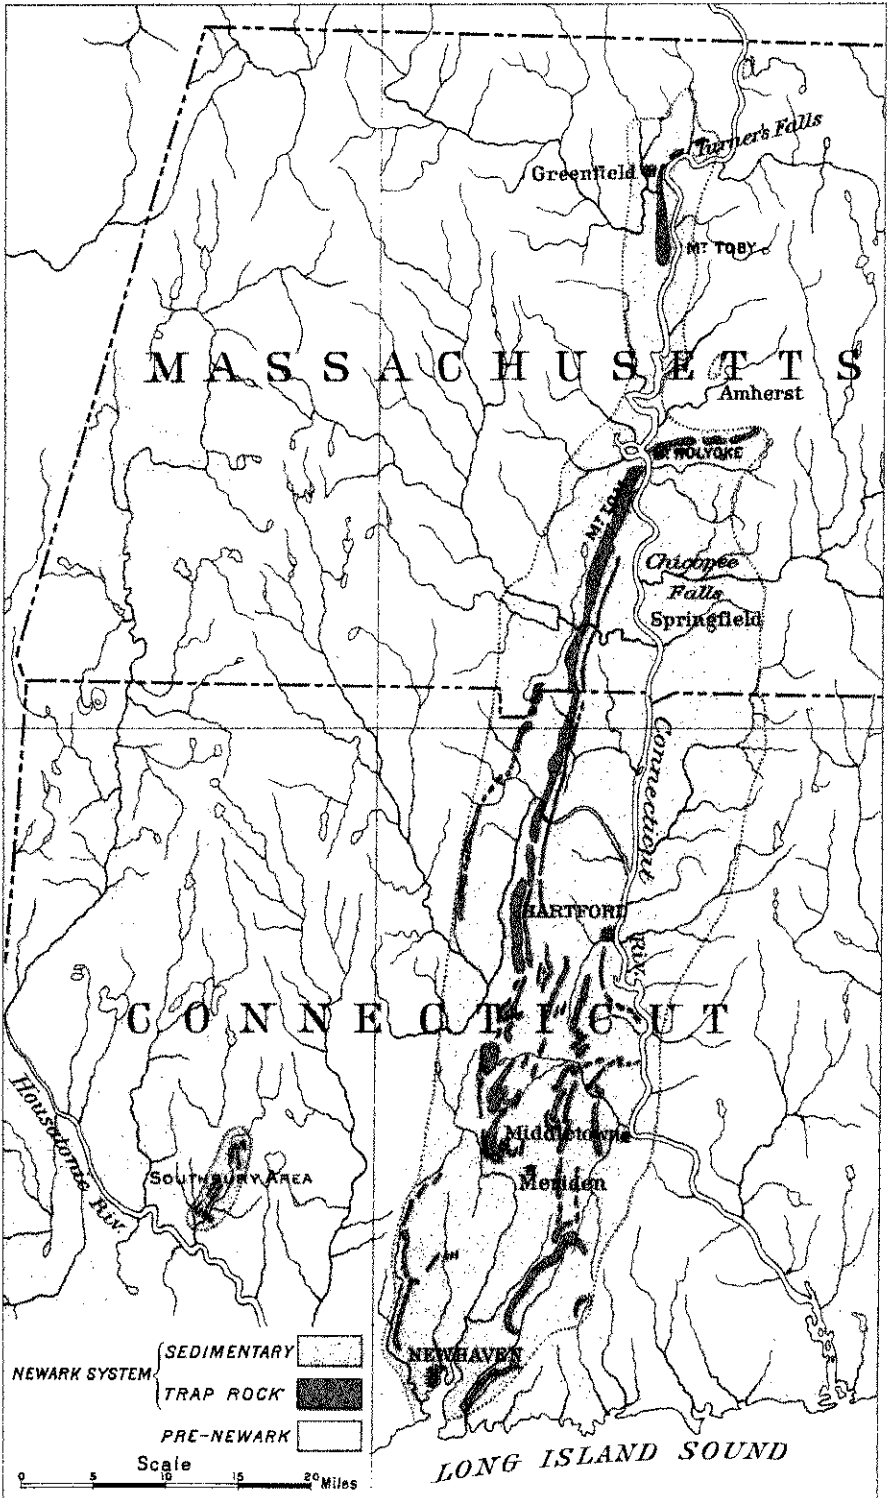 Turner's Falls
Greenfield
MT TOBY
MASSACHUSETTS
Amherst
MT HOLYOKE
MT TOM
Chicopee
Falls
Springfield
Connecticut Riv.
HARTFORD
CONNECTICUT
Housatonic Riv.
Middletown
SOUTHBURY AREA
Meriden
NEWHAVEN
NEWARK SYSTEM
SEDIMENTARY
TRAP ROCK
PRE-NEWARK
Scale
0 5 10 15 20 Miles
LONG ISLAND SOUND